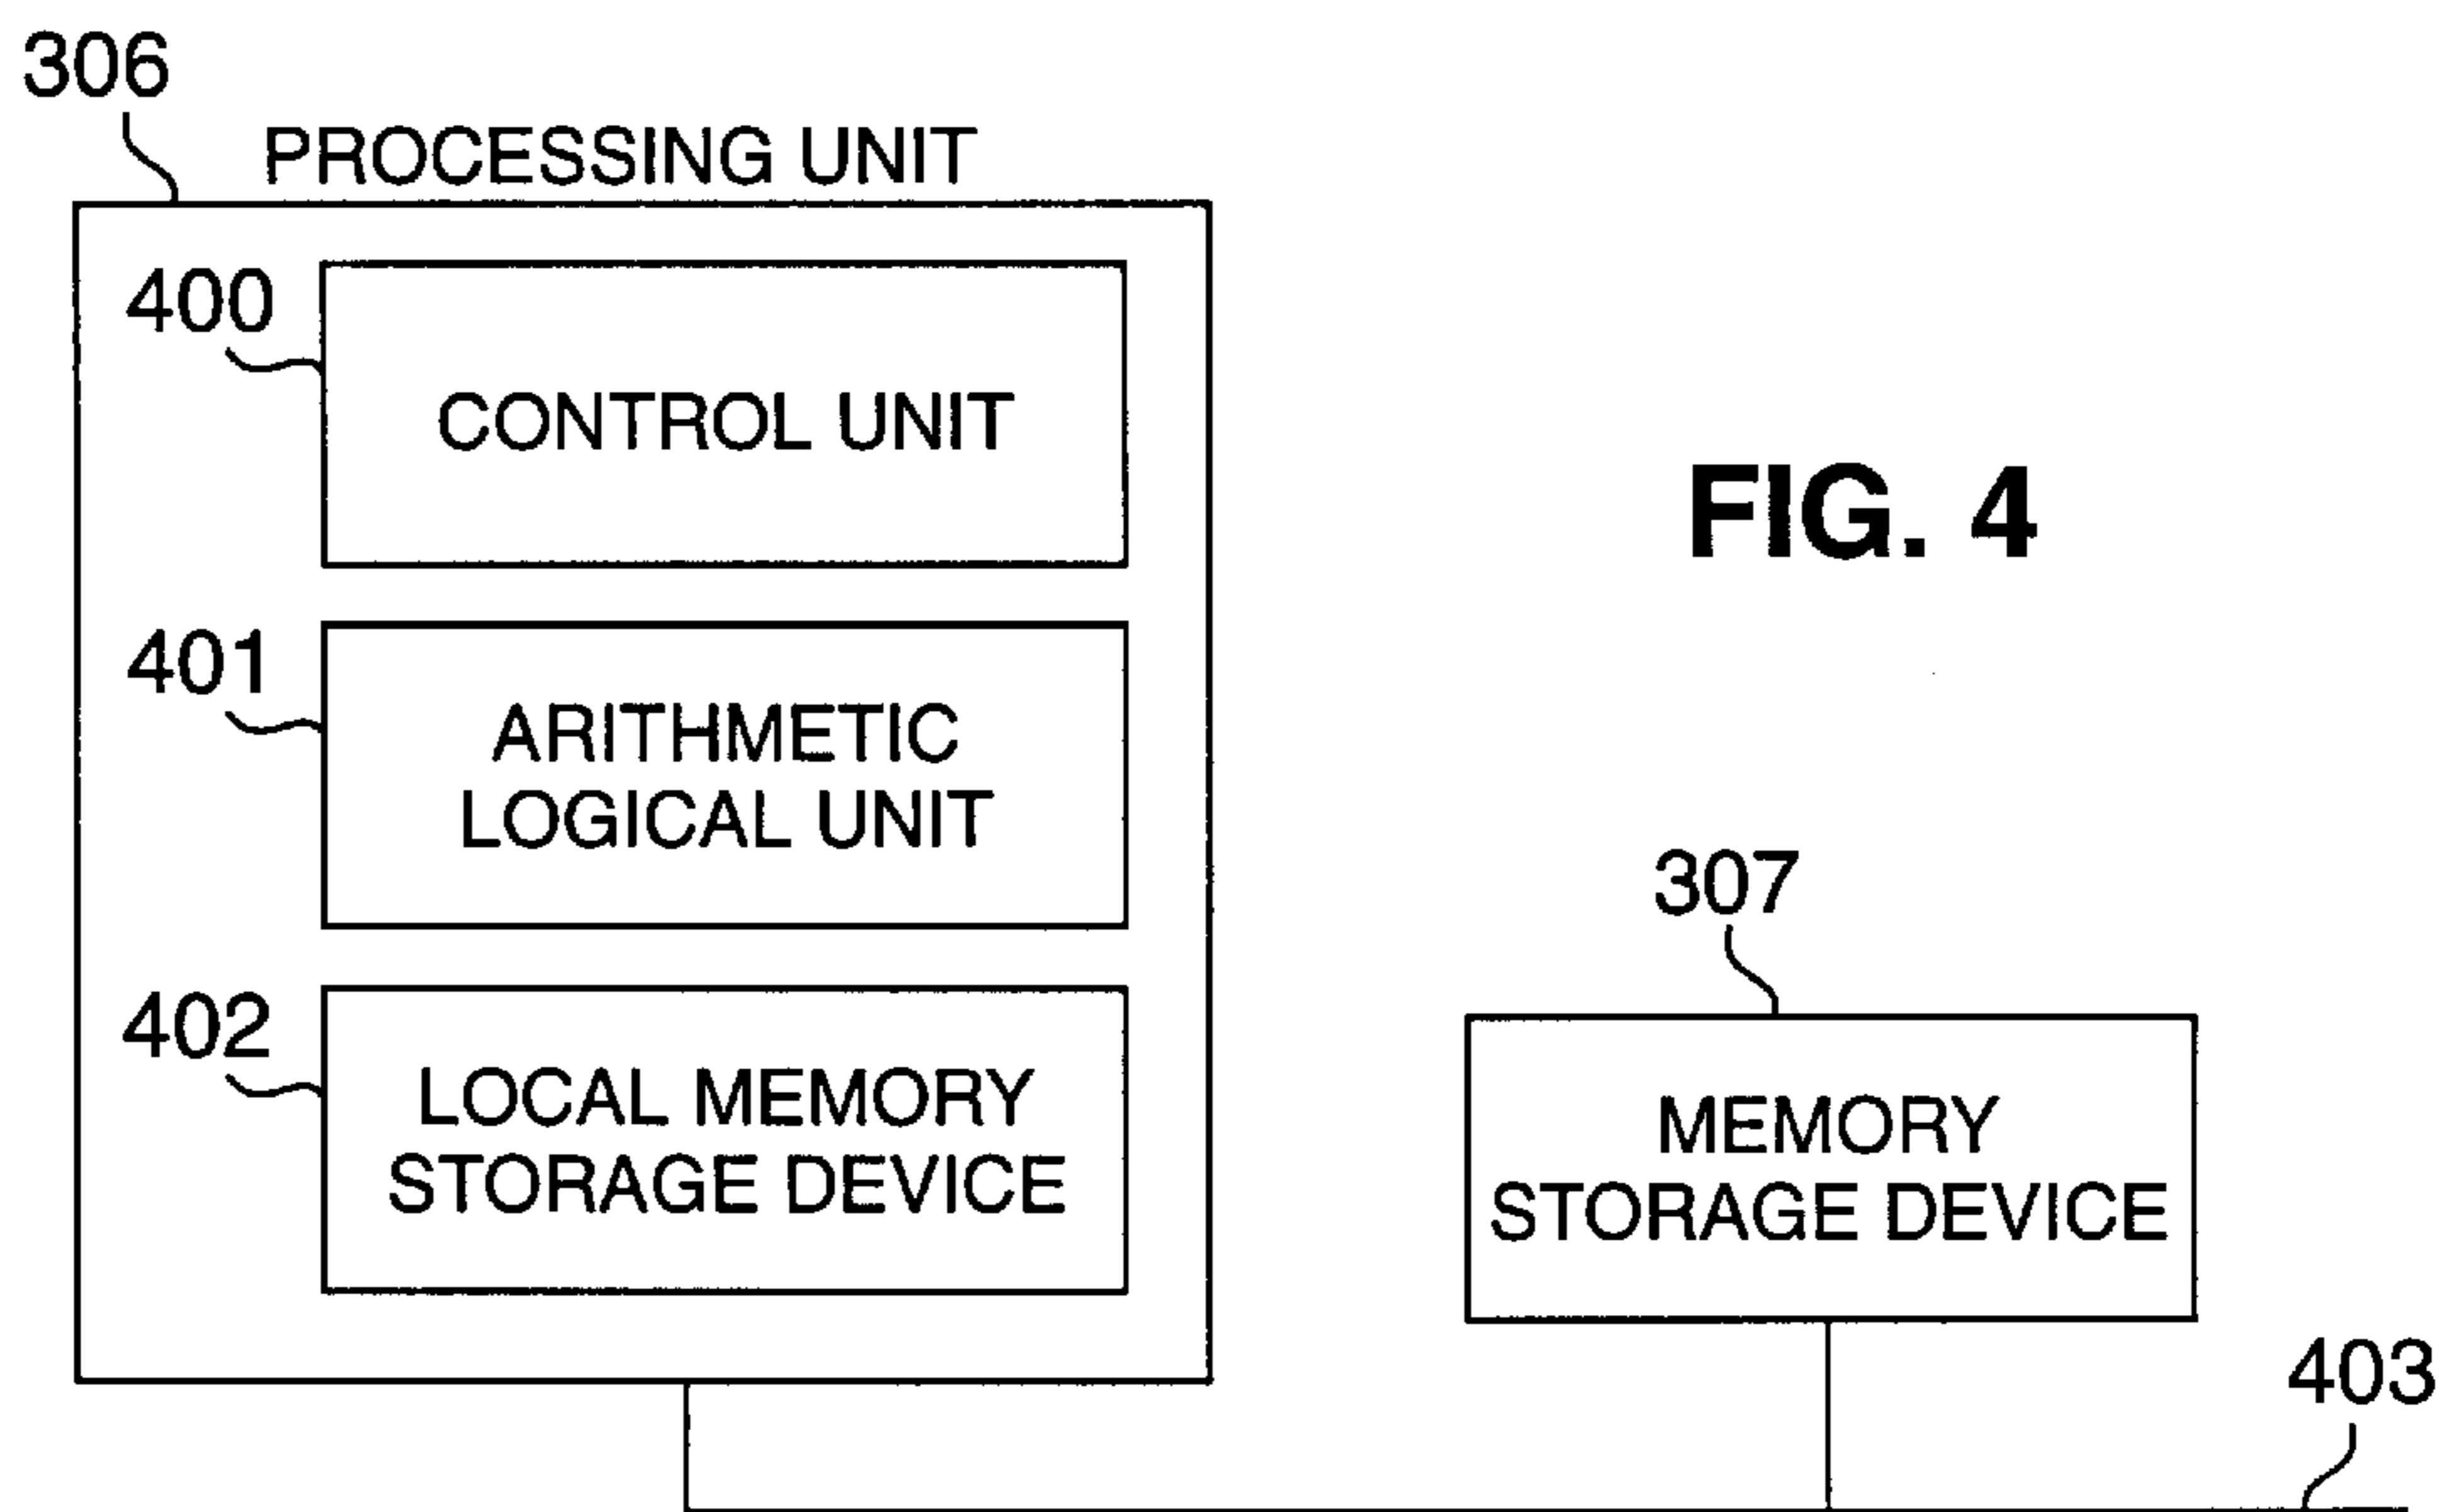 306
PROCESSING UNIT
400
CONTROL UNIT
FIG. 4
401
ARITHMETIC
LOGICAL UNIT
307
402
LOCAL MEMORY
STORAGE DEVICE
MEMORY
STORAGE DEVICE
403